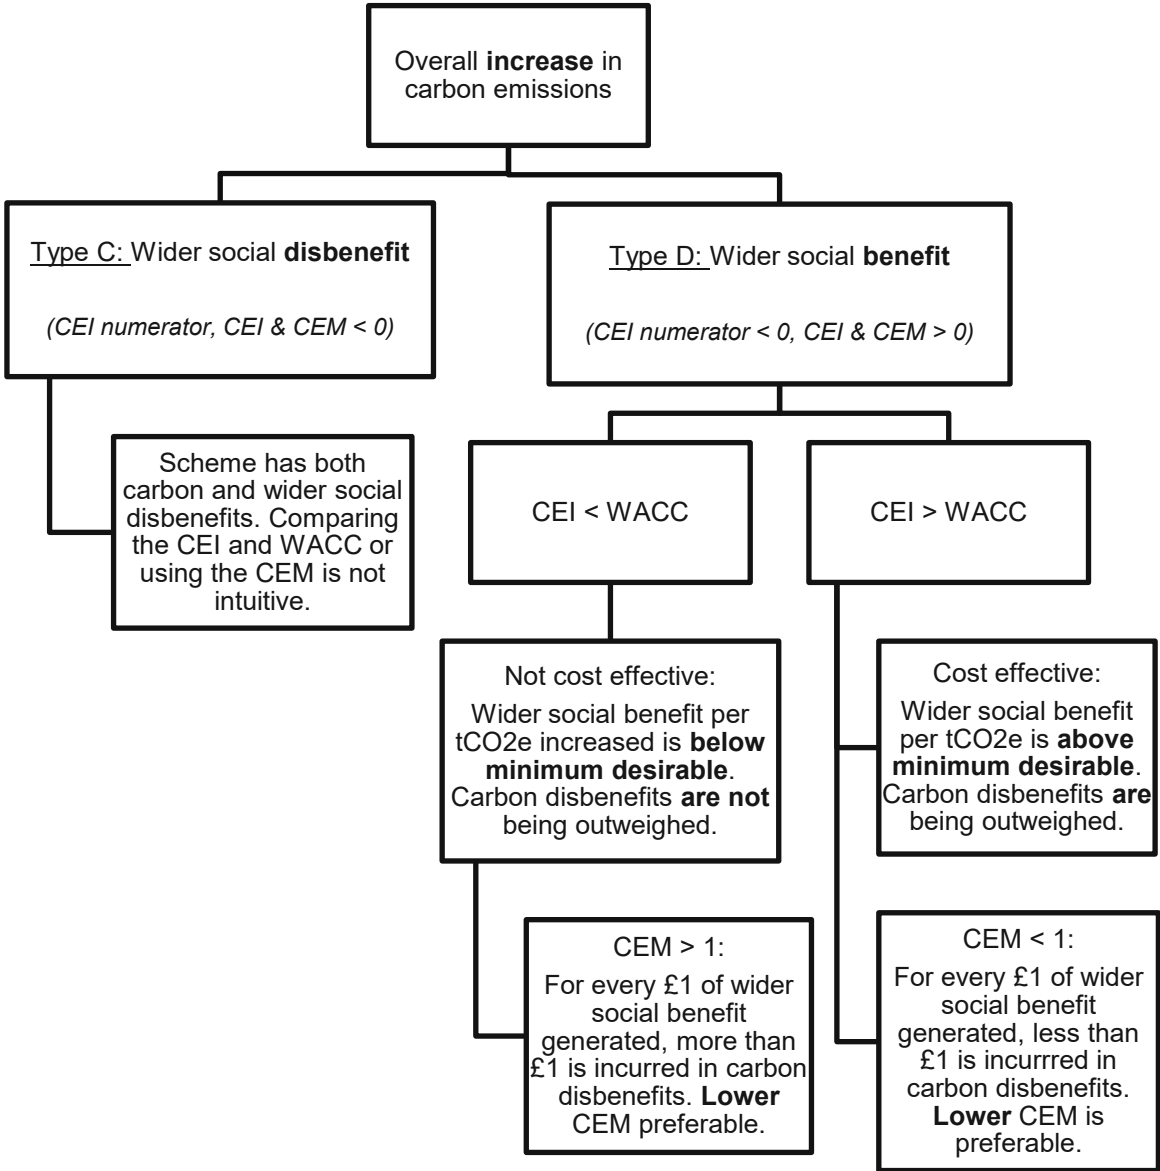 Overall increase in
carbon emissions
Type C: Wider social disbenefit
(CEI numerator, CEI & CEM < 0)
Type D: Wider social benefit
(CEI numerator < 0, CEI & CEM > 0)
Scheme has both
carbon and wider social
disbenefits. Comparing
the CEI and WACC or
using the CEM is not
intuitive.
CEI < WACC
CEI > WACC
Not cost effective:
Wider social benefit per
tCO2e increased is below
minimum desirable.
Carbon disbenefits are not
being outweighed.
Cost effective:
Wider social benefit
per tCO2e is above
minimum desirable.
Carbon disbenefits are
being outweighed.
CEM > 1:
For every £1 of wider
social benefit
generated, more than
£1 is incurred in carbon
disbenefits. Lower
CEM preferable.
CEM < 1:
For every £1 of wider
social benefit
generated, less than
£1 is incurrred in
carbon disbenefits.
Lower CEM is
preferable.